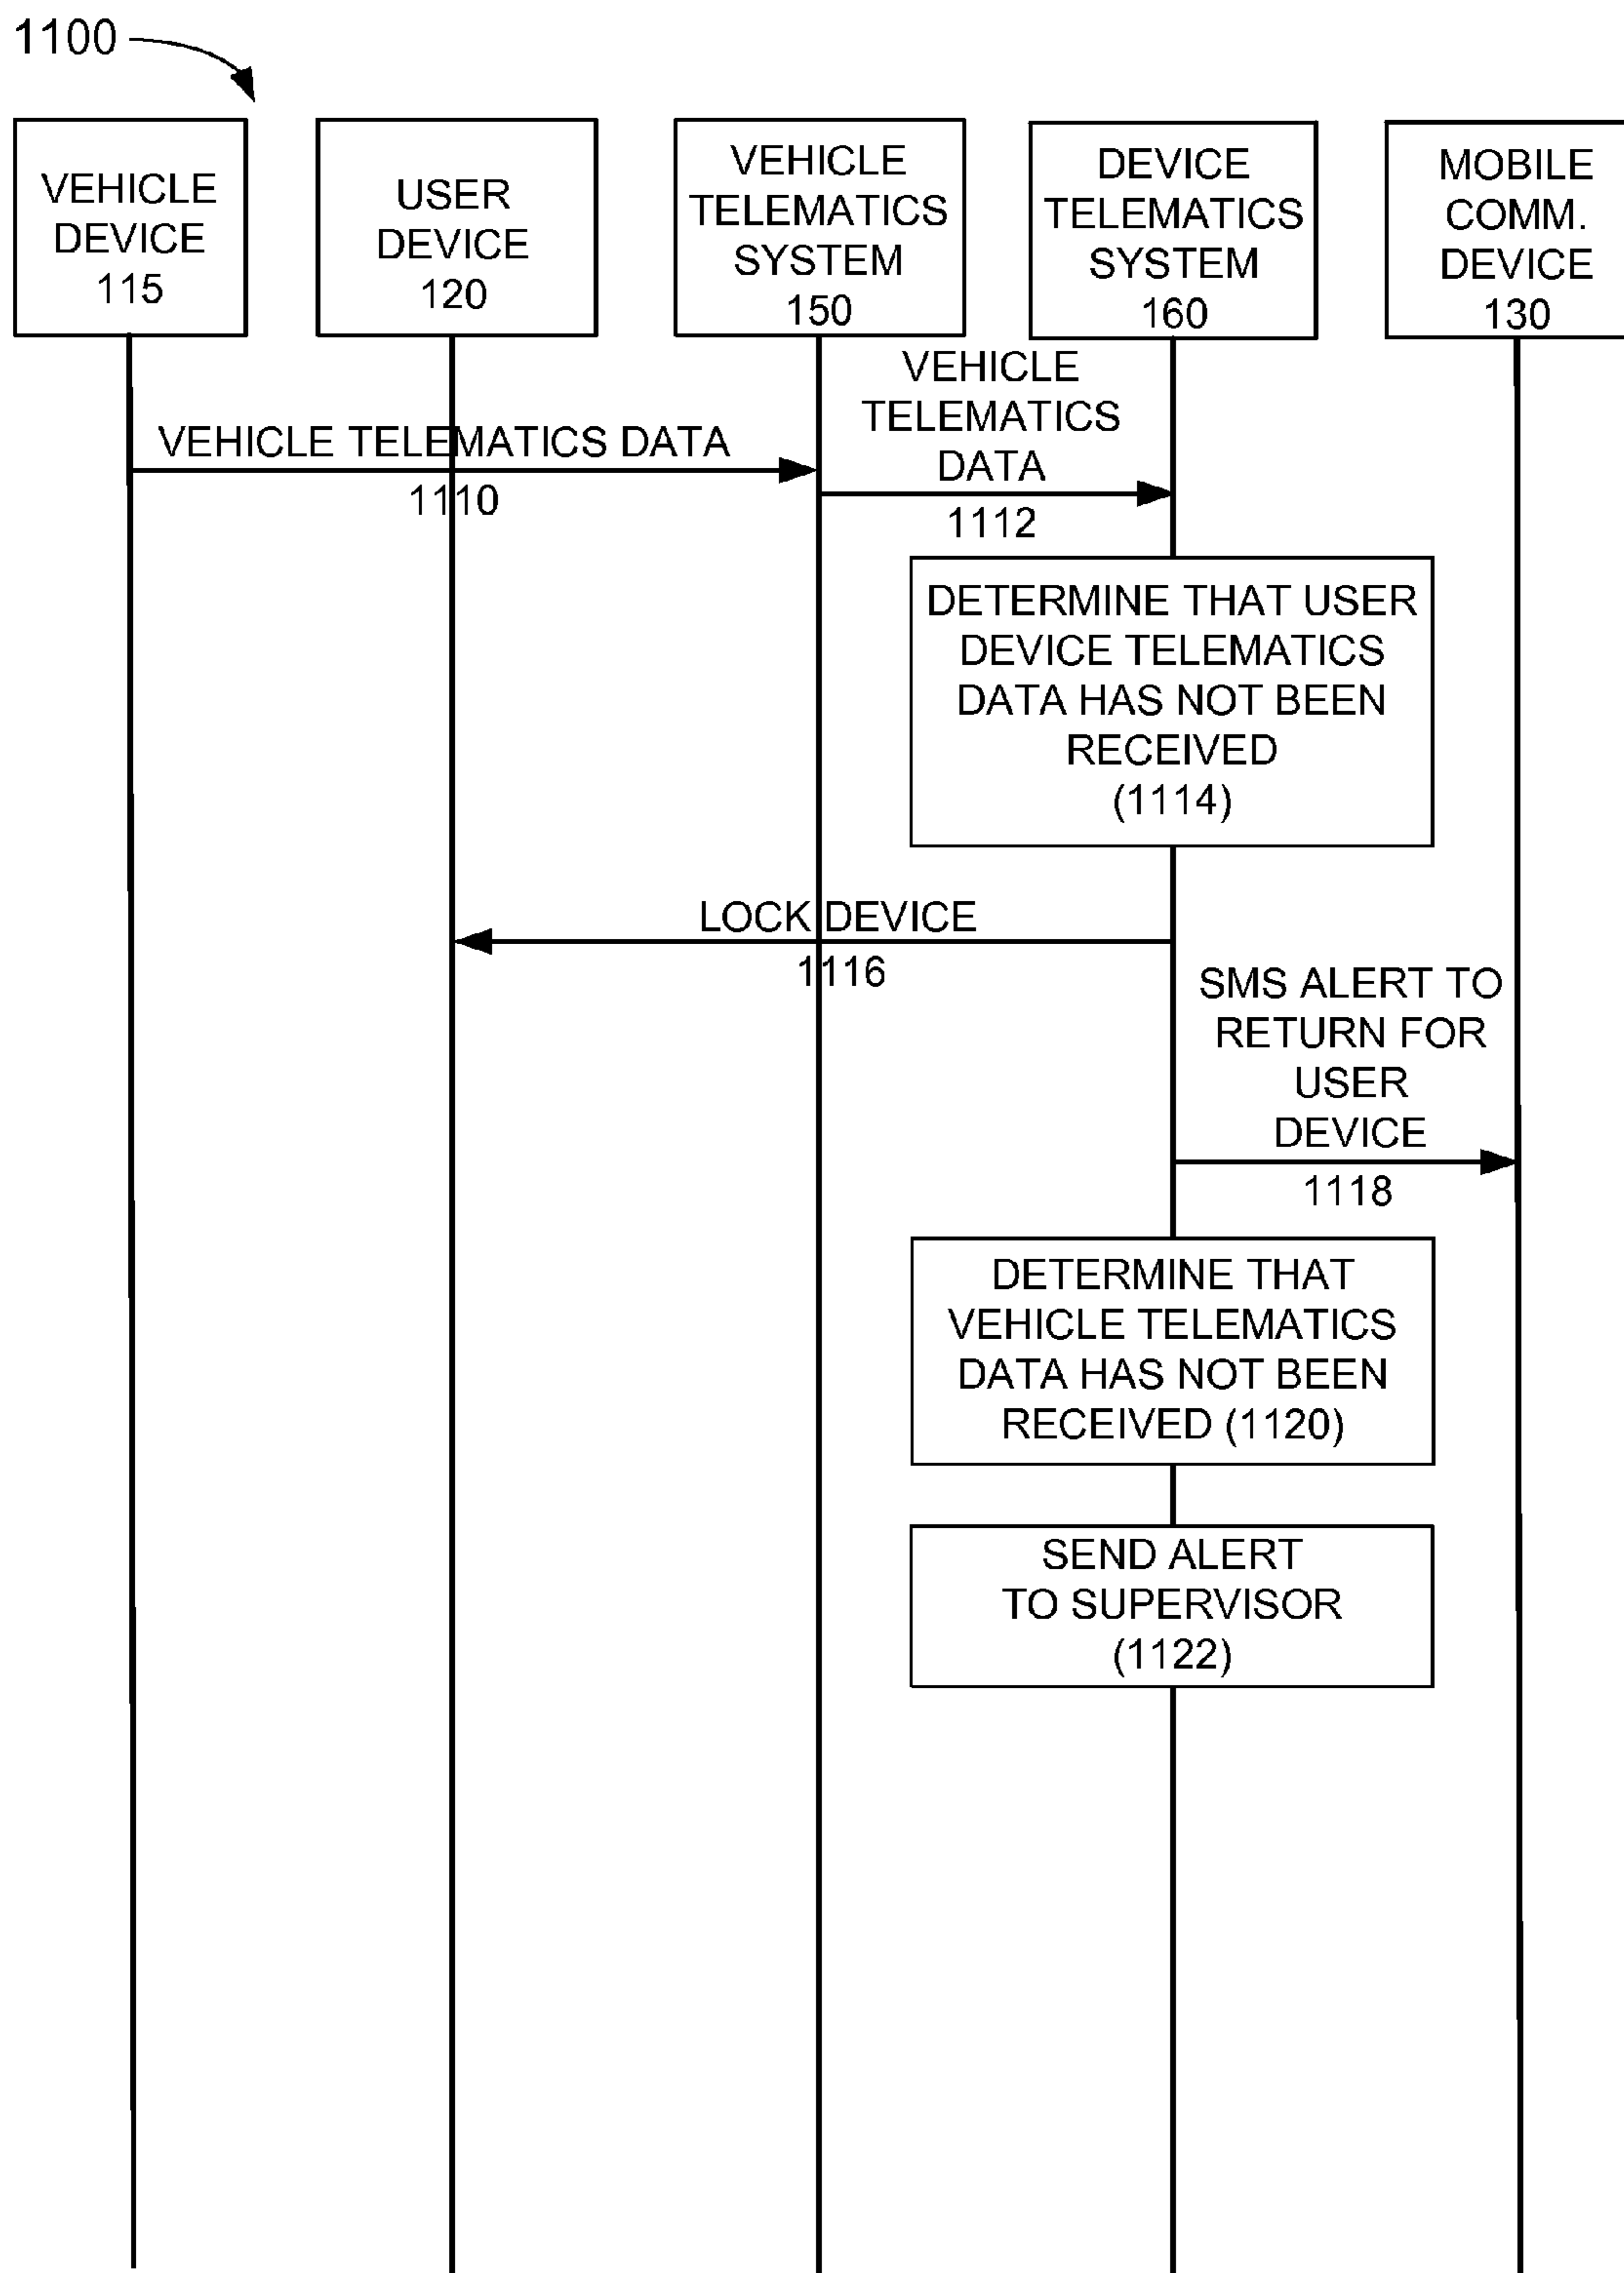 1100
VEHICLE
DEVICE
115
USER
DEVICE
120
VEHICLE
TELEMATICS
SYSTEM
150
DEVICE
TELEMATICS
SYSTEM
160
MOBILE
COMM.
DEVICE
130
VEHICLE TELEMATICS DATA
1110
VEHICLE
TELEMATICS
DATA
1112
DETERMINE THAT USER
DEVICE TELEMATICS
DATA HAS NOT BEEN
RECEIVED
(1114)
LOCK DEVICE
1116
SMS ALERT TO
RETURN FOR
USER
DEVICE
1118
DETERMINE THAT
VEHICLE TELEMATICS
DATA HAS NOT BEEN
RECEIVED (1120)
SEND ALERT
TO SUPERVISOR
(1122)